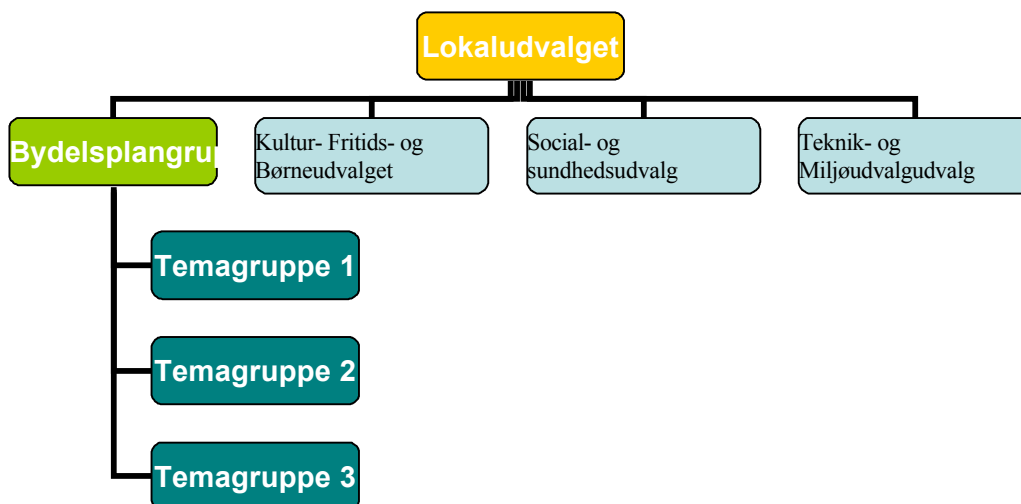 Lokaludvalget
Bydelsplangru
Kultur- Fritids- og
Børneudvalget
Social- og
sundhedsudvalg
Teknik- og
Miljøudvalgudvalg
Temagruppe 1
Temagruppe 2
Temagruppe 3